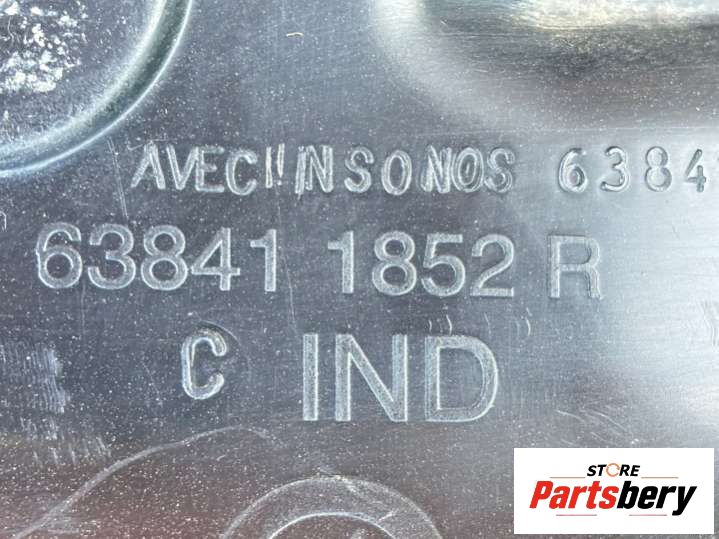 AVEC INSONOS 6384
63841 1852 R
C IND
STORE
Partsbery